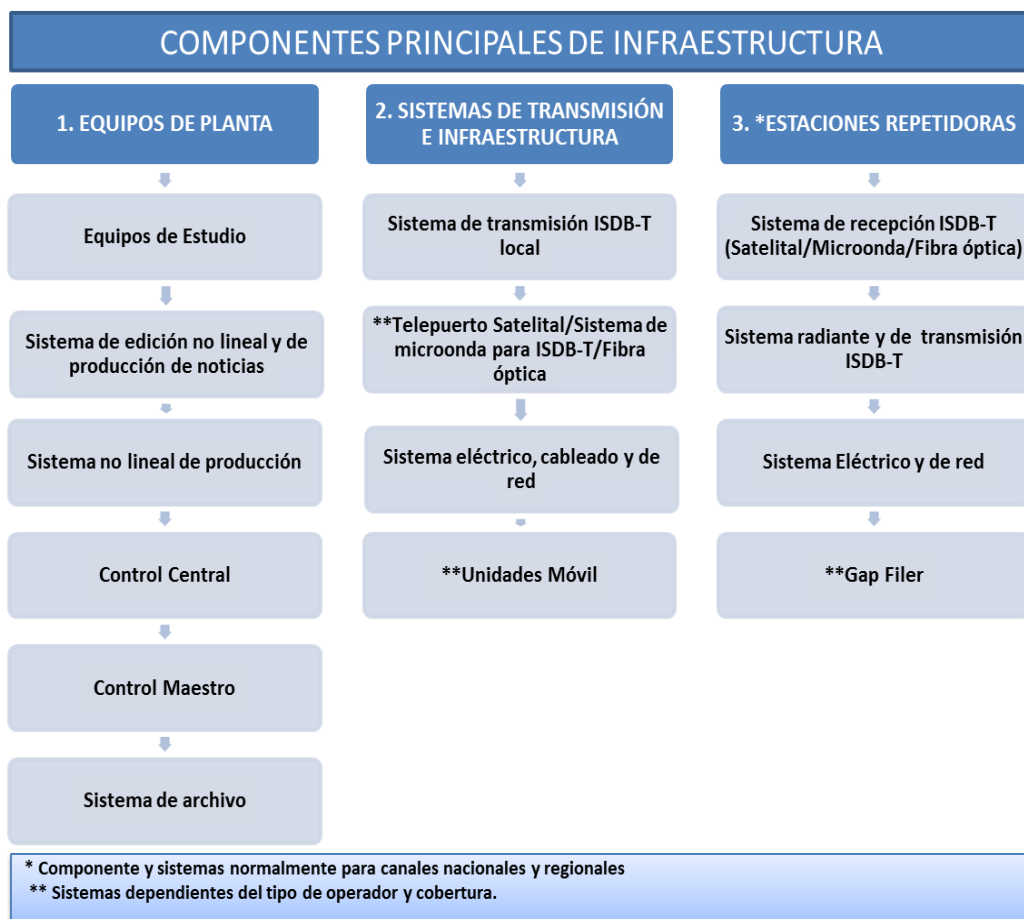 COMPONENTES PRINCIPALES DE INFRAESTRUCTURA
1. EQUIPOS DE PLANTA
Equipos de Estudio
Sistema de edición no lineal y de
producción de noticias
Sistema no lineal de producción
Control Central
Control Maestro
Sistema de archivo
2. SISTEMAS DE TRANSMISIÓN
E INFRAESTRUCTURA
Sistema de transmisión ISDB-T
local
**Telepuerto Satelital/Sistema de
microonda para ISDB-T/Fibra
óptica
Sistema eléctrico, cableado y de
red
**Unidades Móvil
3. *ESTACIONES REPETIDORAS
Sistema de recepción ISDB-T
(Satelital/Microonda/Fibra óptica)
Sistema radiante y de transmisión
ISDB-T
Sistema Eléctrico y de red
**Gap Filer
* Componente y sistemas normalmente para canales nacionales y regionales
** Sistemas dependientes del tipo de operador y cobertura.